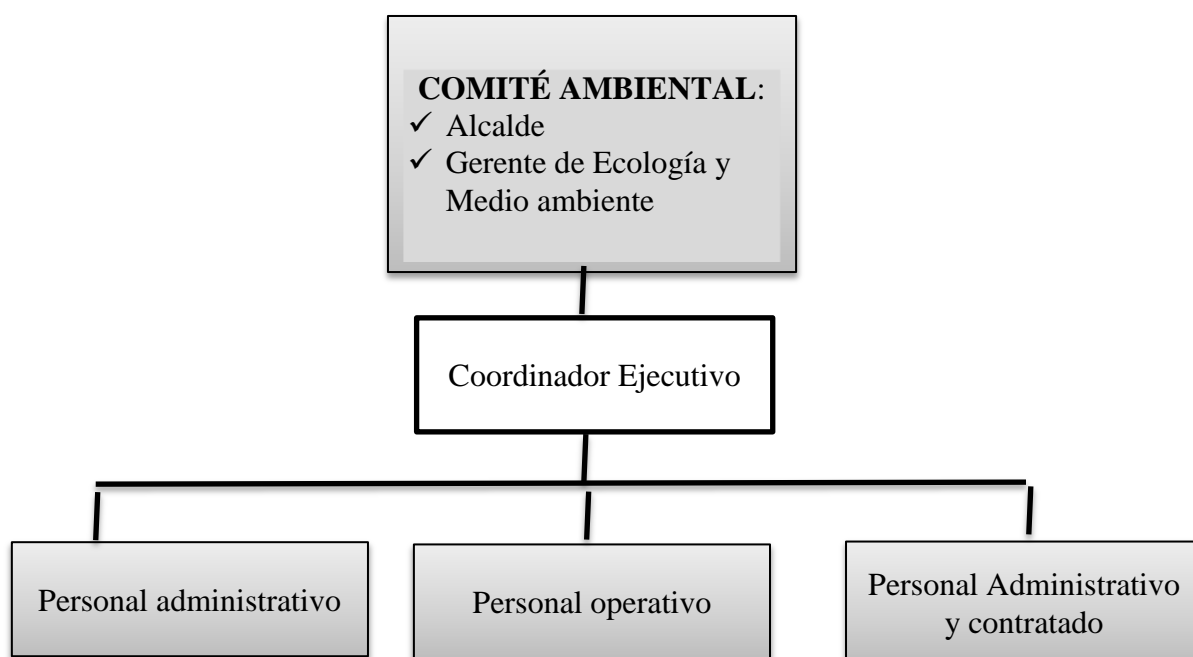 COMITÉ AMBIENTAL:
✓ Alcalde
✓ Gerente de Ecología y
Medio ambiente
Coordinador Ejecutivo
Personal administrativo
Personal operativo
Personal Administrativo
y contratado